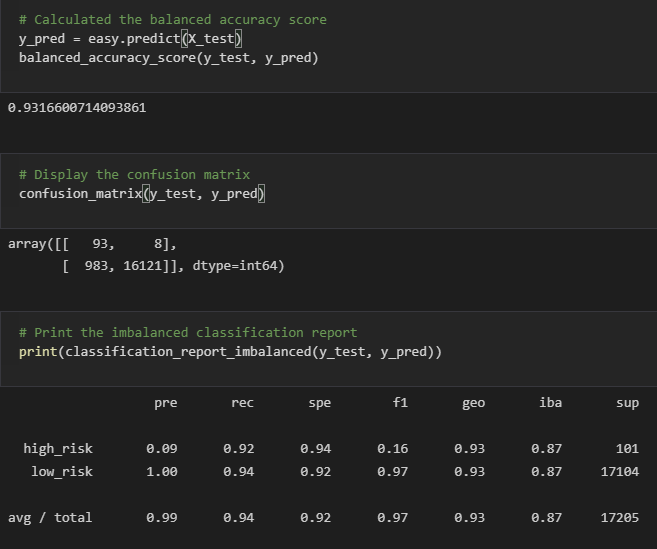 # Calculated the balanced accuracy score
y_pred = easy.predict(X_test)
balanced_accuracy_score(y_test, y_pred)
0.9316600714093861
# Display the confusion matrix
confusion_matrix(y_test, y_pred)
array([[   93,     8],
       [  983, 16121]], dtype=int64)
# Print the imbalanced classification report
print(classification_report_imbalanced(y_test, y_pred))
pre rec spe f1 geo iba sup
high_risk 0.09 0.92 0.94 0.16 0.93 0.87 101
low_risk 1.00 0.94 0.92 0.97 0.93 0.87 17104
avg / total 0.99 0.94 0.92 0.97 0.93 0.87 17205